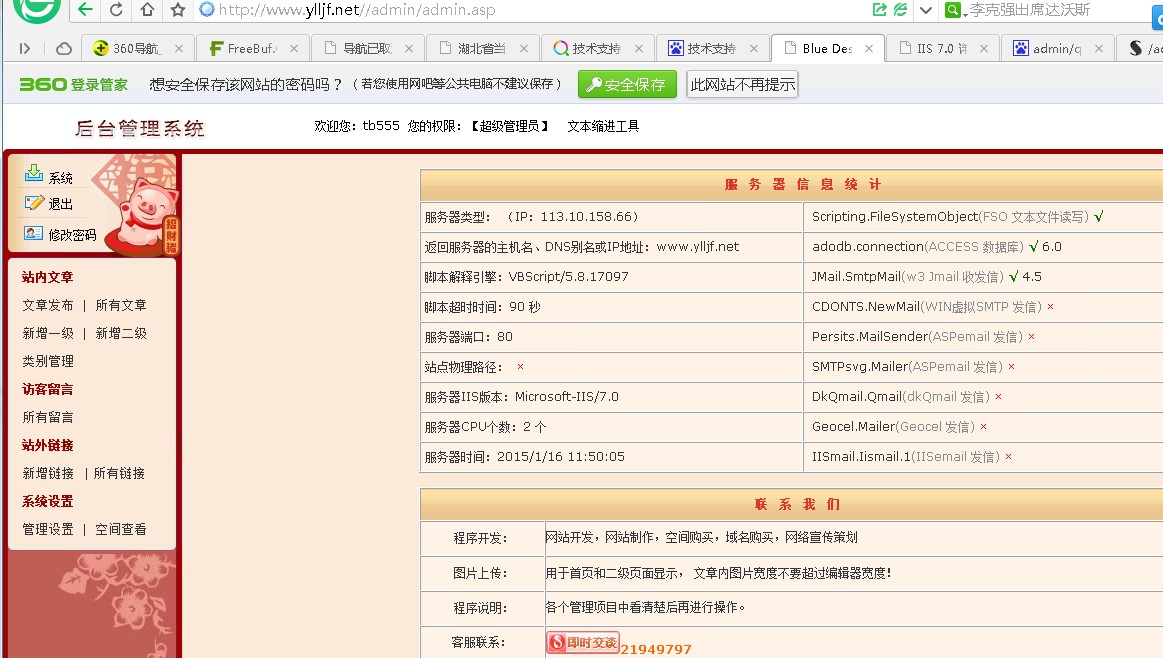 http://www.ylljf.net//admin/admin.asp
李克强出席达沃斯
360导航_
FreeBuf.
导航已取
湖北省当
技术支持
技术支持
Blue Des
IIS 7.0 详
admin/q
/ac
360登录管家 想安全保存该网站的密码吗？（若您使用网吧等公共电脑不建议保存） 安全保存 此网站不再提示
后台管理系统 欢迎您：tb555 您的权限：【超级管理员】 文本缩进工具
系统
退出
修改密码
招财猪
站内文章
文章发布 | 所有文章
新增一级 | 新增二级
类别管理
访客留言
所有留言
站外链接
新增链接 | 所有链接
系统设置
管理设置 | 空间查看
服 务 器 信 息 统 计
服务器类型：（IP：113.10.158.66） Scripting.FileSystemObject(FSO 文本文件读写) √
返回服务器的主机名、DNS别名或IP地址：www.ylljf.net adodb.connection(ACCESS 数据库) √ 6.0
脚本解释引擎：VBScript/5.8.17097 JMail.SmtpMail(w3 Jmail 收发信) √ 4.5
脚本超时时间：90 秒 CDONTS.NewMail(WIN虚拟SMTP 发信) ×
服务器端口：80 Persits.MailSender(ASPemail 发信) ×
站点物理路径： × SMTPsvg.Mailer(ASPemail 发信) ×
服务器IIS版本：Microsoft-IIS/7.0 DkQmail.Qmail(dkQmail 发信) ×
服务器CPU个数：2 个 Geocel.Mailer(Geocel 发信) ×
服务器时间：2015/1/16 11:50:05 IISmail.Iismail.1(IISemail 发信) ×
联 系 我 们
程序开发： 网站开发，网站制作，空间购买，域名购买，网络宣传策划
图片上传： 用于首页和二级页面显示， 文章内图片宽度不要超过编辑器宽度！
程序说明： 各个管理项目中看清楚后再进行操作。
客服联系： 即时交谈 21949797